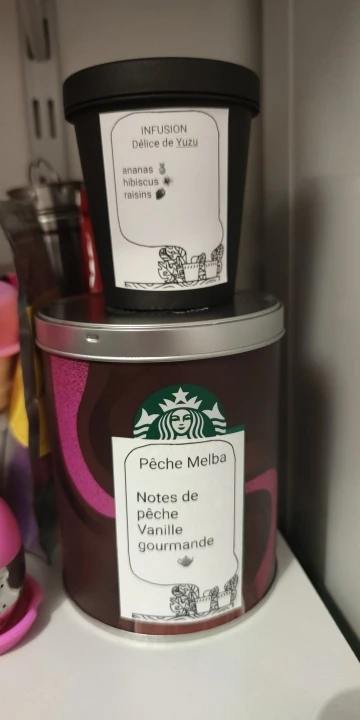 INFUSION
Délice de Yuzu
ananas 🍍
hibiscus 🌺
raisins 🍇
Pêche Melba
Notes de
pêche
Vanille
gourmande